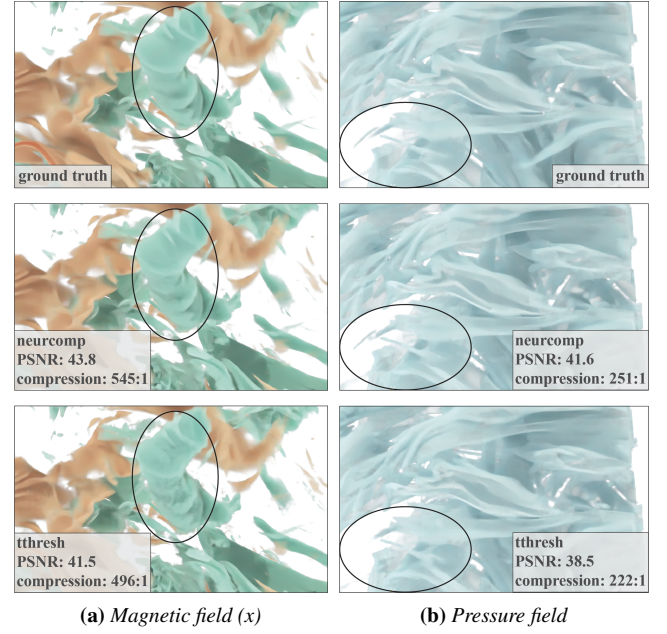 ground truth
ground truth
neurcomp
PSNR: 43.8
compression: 545:1
neurcomp
PSNR: 41.6
compression: 251:1
tthresh
PSNR: 41.5
compression: 496:1
tthresh
PSNR: 38.5
compression: 222:1
(a) Magnetic field (x)
(b) Pressure field